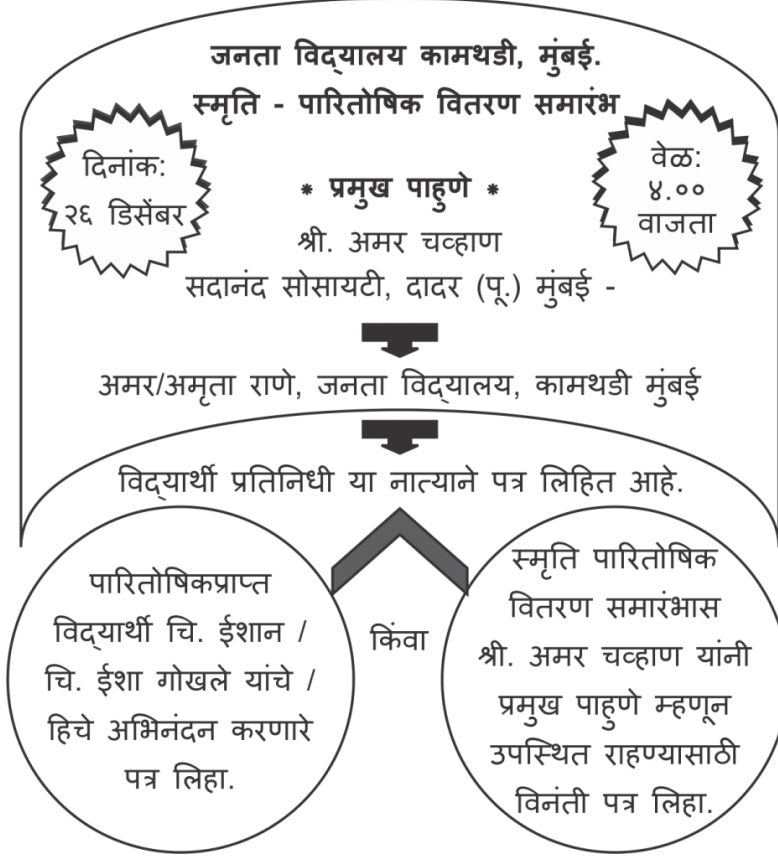 जनता विद्यालय कामथडी, मुंबई.
स्मृति - पारितोषिक वितरण समारंभ
दिनांक:
२६ डिसेंबर
वेळ:
४.००
वाजता
* प्रमुख पाहुणे *
श्री. अमर चव्हाण
सदानंद सोसायटी, दादर (पू.) मुंबई -
अमर/अमृता राणे, जनता विद्यालय, कामथडी मुंबई
विद्यार्थी प्रतिनिधी या नात्याने पत्र लिहित आहे.
पारितोषिकप्राप्त
विद्यार्थी चि. ईशान /
चि. ईशा गोखले यांचे /
हिचे अभिनंदन करणारे
पत्र लिहा.
किंवा
स्मृति पारितोषिक
वितरण समारंभास
श्री. अमर चव्हाण यांनी
प्रमुख पाहुणे म्हणून
उपस्थित राहण्यासाठी
विनंती पत्र लिहा.